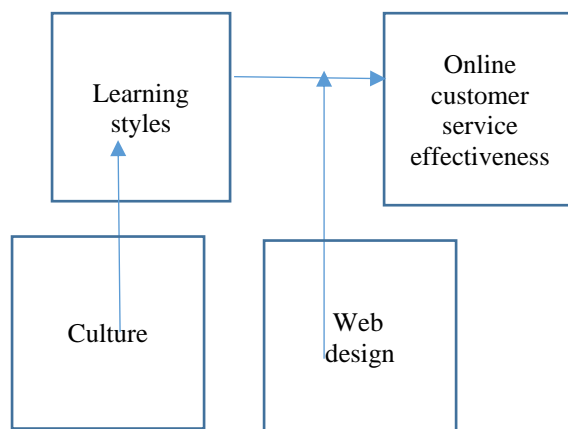 Learning
styles
Online
customer
service
effectiveness
Culture
Web
design